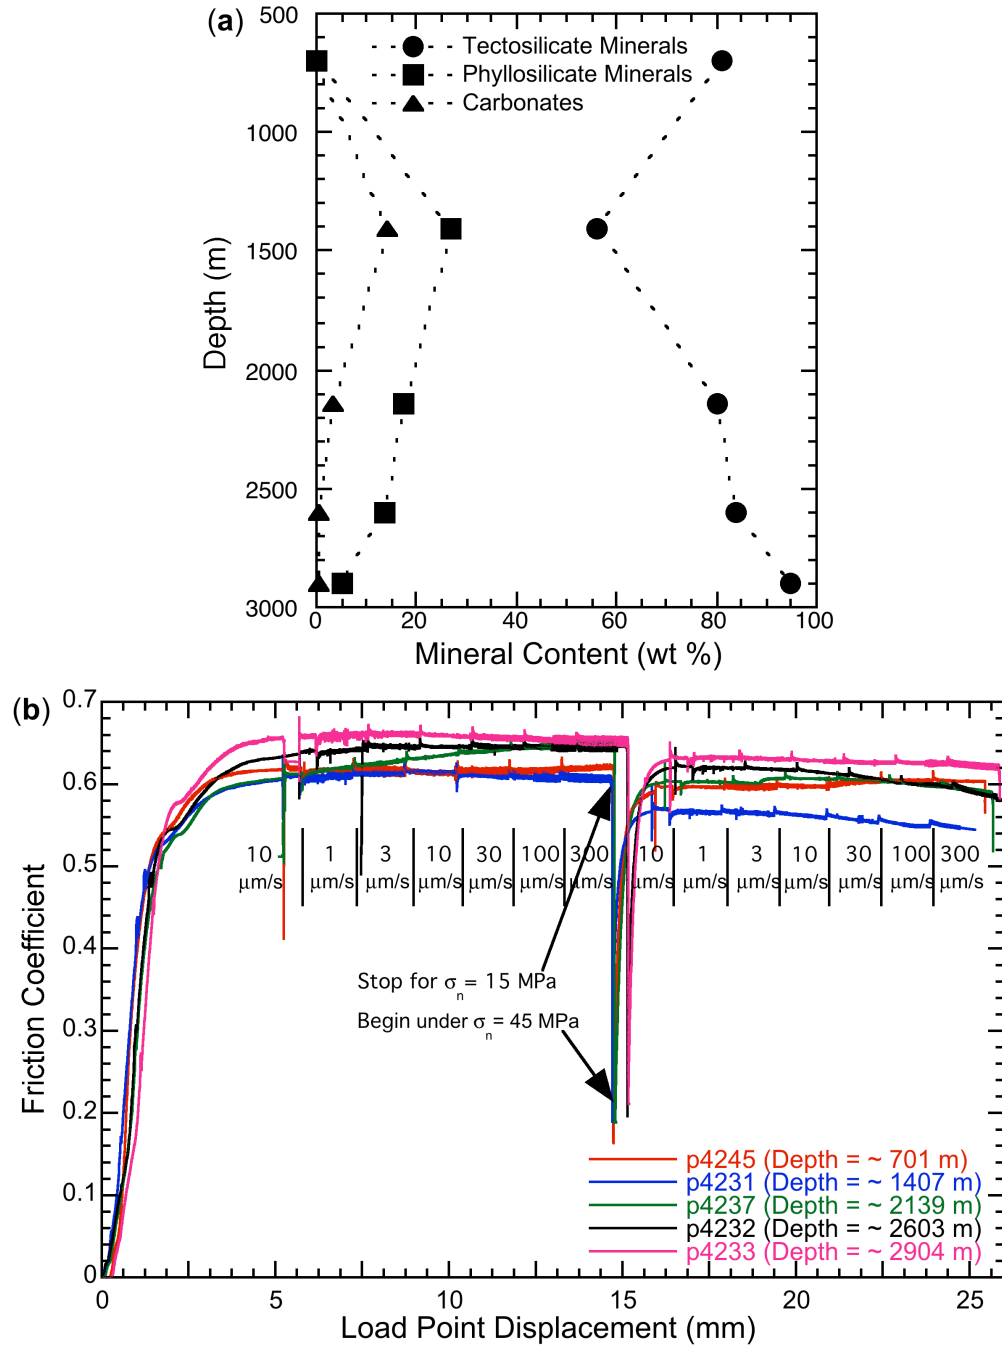 (a)
500
1000
1500
2000
2500
3000
Depth (m)
Tectosilicate Minerals
Phyllosilicate Minerals
Carbonates
0 20 40 60 80 100
Mineral Content (wt %)
(b)
0.7
0.6
0.5
0.4
0.3
0.2
0.1
0
Friction Coefficient
10 1 3 10 30 100 300 10 1 3 10 30 100 300
μm/s μm/s μm/s μm/s μm/s μm/s μm/s μm/s μm/s μm/s μm/s μm/s μm/s μm/s
Stop for σn = 15 MPa
Begin under σn = 45 MPa
p4245 (Depth = ~ 701 m)
p4231 (Depth = ~ 1407 m)
p4237 (Depth = ~ 2139 m)
p4232 (Depth = ~ 2603 m)
p4233 (Depth = ~ 2904 m)
0 5 10 15 20 25
Load Point Displacement (mm)